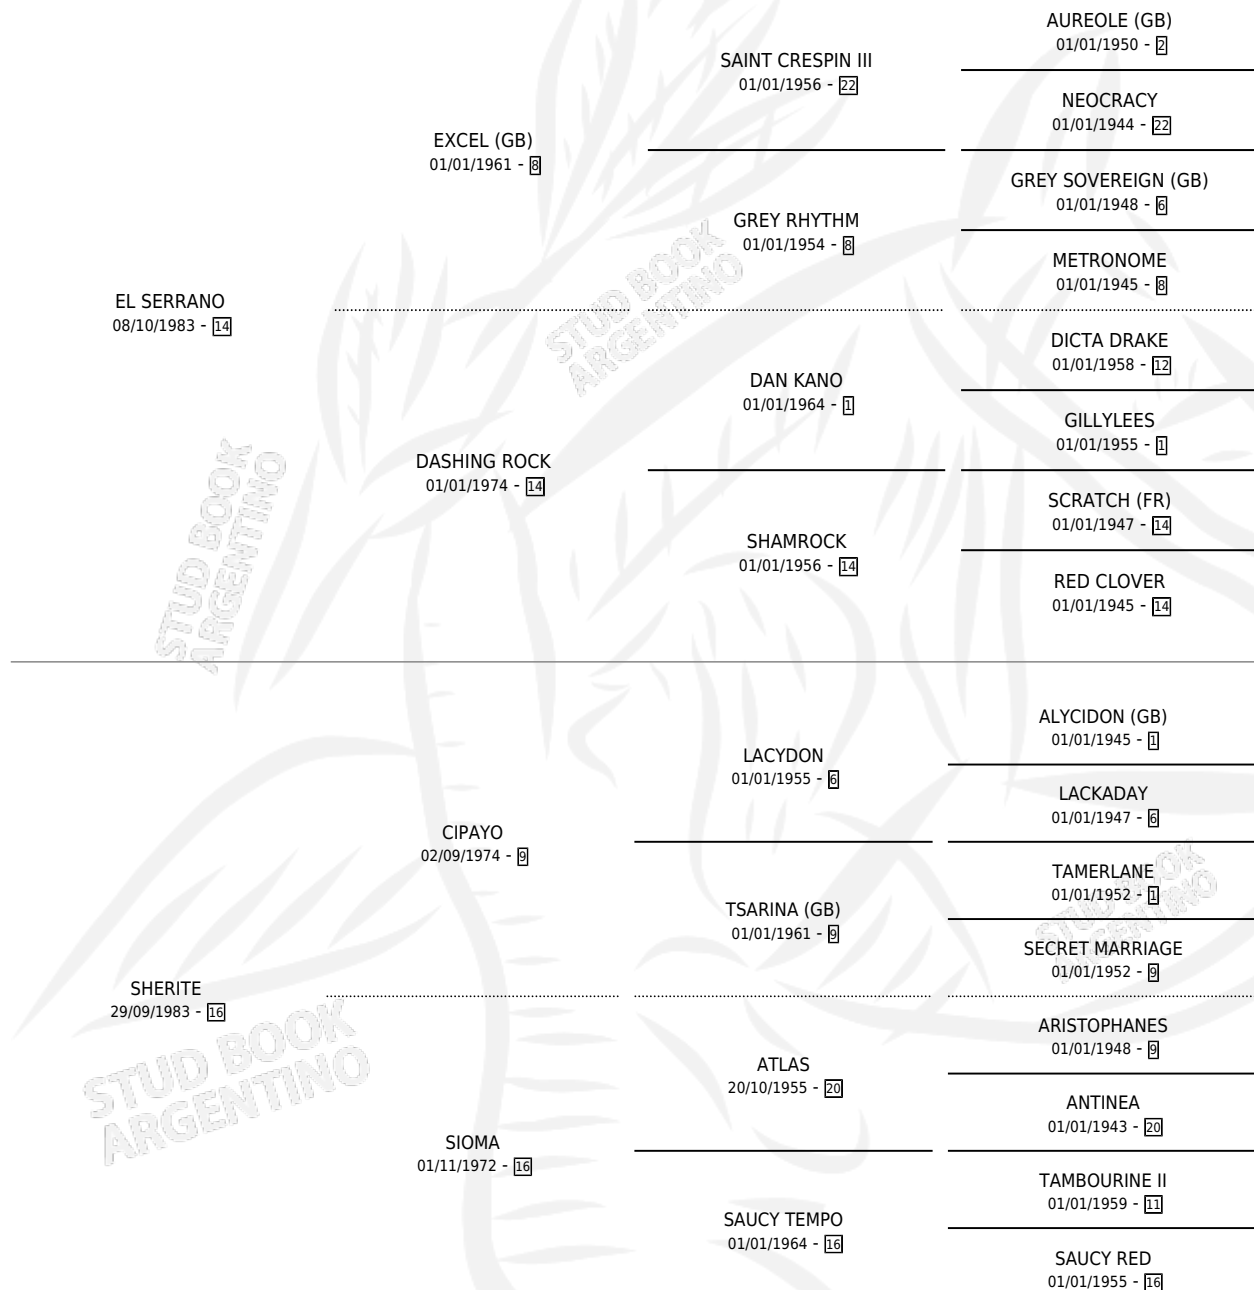 AUREOLE (GB)
01/01/1950 - 2
SAINT CRESPIN III
01/01/1956 - 22
NEOCRACY
01/01/1944 - 22
EXCEL (GB)
01/01/1961 - 8
GREY SOVEREIGN (GB)
01/01/1948 - 6
GREY RHYTHM
01/01/1954 - 8
METRONOME
01/01/1945 - 8
EL SERRANO
08/10/1983 - 14
DICTA DRAKE
01/01/1958 - 12
DAN KANO
01/01/1964 - 1
GILLYLEES
01/01/1955 - 1
DASHING ROCK
01/01/1974 - 14
SCRATCH (FR)
01/01/1947 - 14
SHAMROCK
01/01/1956 - 14
RED CLOVER
01/01/1945 - 14
ALYCIDON (GB)
01/01/1945 - 1
LACYDON
01/01/1955 - 6
LACKADAY
01/01/1947 - 6
CIPAYO
02/09/1974 - 9
TAMERLANE
01/01/1952 - 1
TSARINA (GB)
01/01/1961 - 9
SECRET MARRIAGE
01/01/1952 - 9
SHERITE
29/09/1983 - 16
ARISTOPHANES
01/01/1948 - 9
ATLAS
20/10/1955 - 20
ANTINEA
01/01/1943 - 20
SIOMA
01/11/1972 - 16
TAMBOURINE II
01/01/1959 - 11
SAUCY TEMPO
01/01/1964 - 16
SAUCY RED
01/01/1955 - 16
STUD BOOK
ARGENTINO
STUD BOOK
ARGENTINO
STUD BOOK
ARGENTINO
STUD BOOK
ARGENTINO